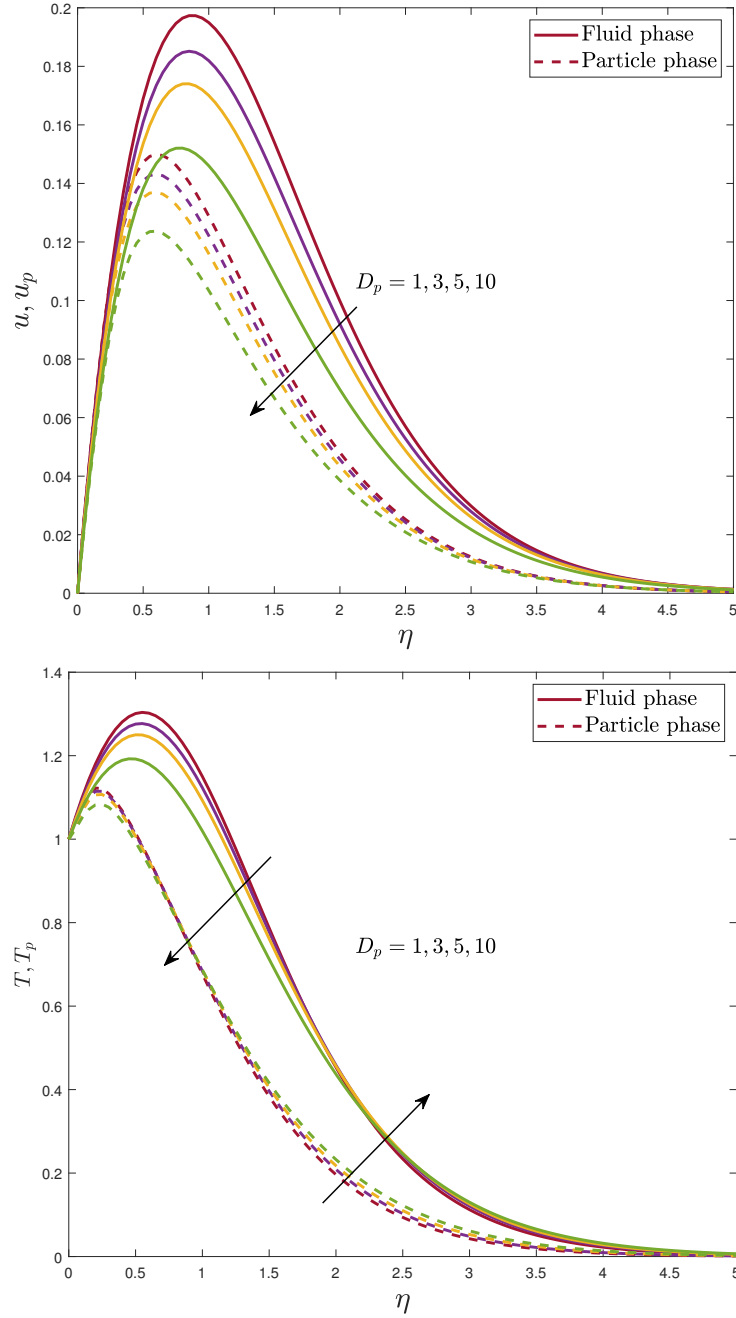 0.2
0.18
0.16
0.14
0.12
0.1
0.08
0.06
0.04
0.02
0
u, u_p
Fluid phase
Particle phase
D_p = 1, 3, 5, 10
0 0.5 1 1.5 2 2.5 3 3.5 4 4.5 5
η
1.4
1.2
1
0.8
0.6
0.4
0.2
0
T, T_p
Fluid phase
Particle phase
D_p = 1, 3, 5, 10
0 0.5 1 1.5 2 2.5 3 3.5 4 4.5 5
η